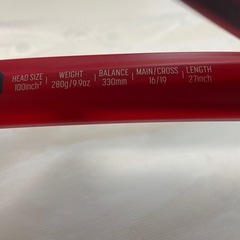 HEAD SIZE WEIGHT BALANCE MAIN/CROSS LENGTH
100inch² 280g/9.9oz 330mm 16/19 27inch